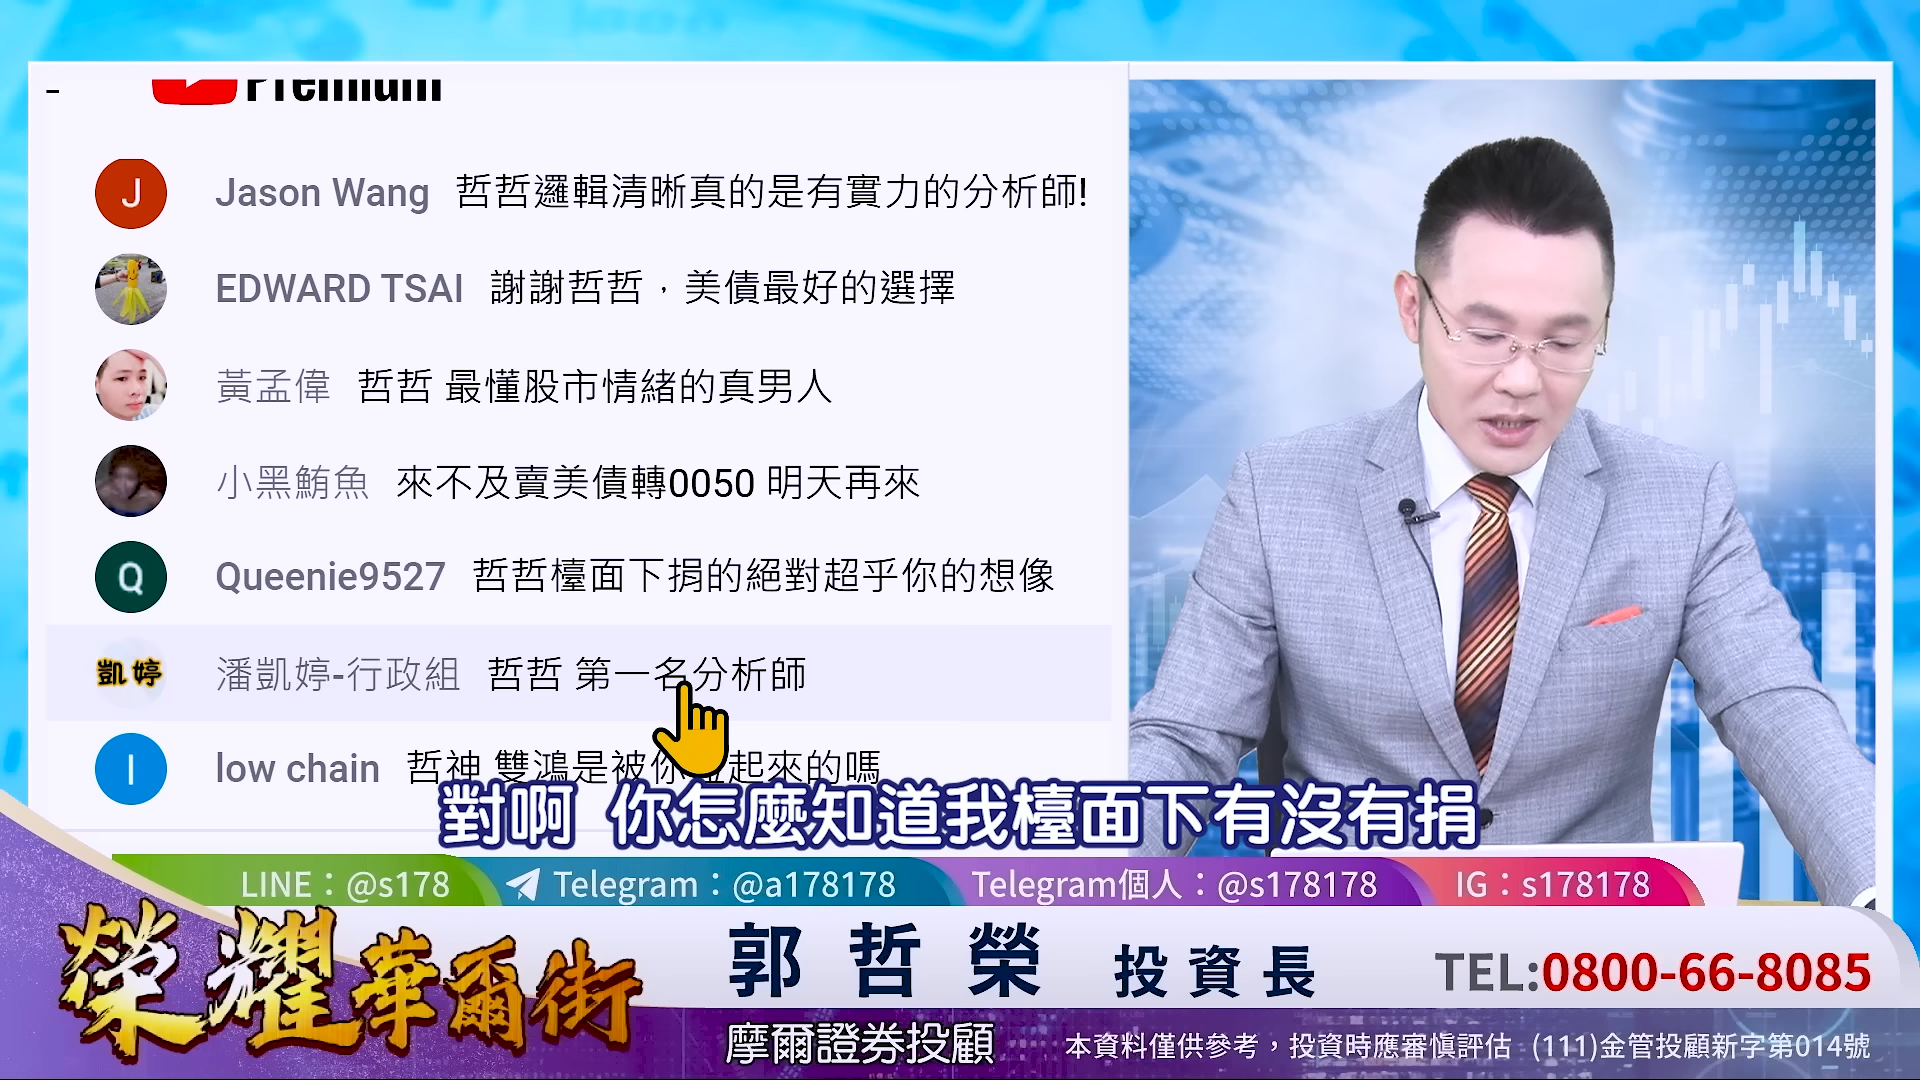 Premium
J Jason Wang 哲哲邏輯清晰真的是有實力的分析師!
EDWARD TSAI 謝謝哲哲，美債最好的選擇
黃孟偉 哲哲 最懂股市情緒的真男人
小黑鮪魚 來不及賣美債轉0050 明天再來
Q Queenie9527 哲哲檯面下捐的絕對超乎你的想像
凱婷 潘凱婷-行政組 哲哲 第一名分析師
l low chain 哲神 雙鴻是被你 起來的嗎
對啊 你怎麼知道我檯面下有沒有捐
LINE：@s178 Telegram：@a178178 Telegram個人：@s178178 IG：s178178
榮耀華爾街
郭哲榮 投資長 TEL:0800-66-8085
摩爾證券投顧 本資料僅供參考，投資時應審慎評估 (111)金管投顧新字第014號